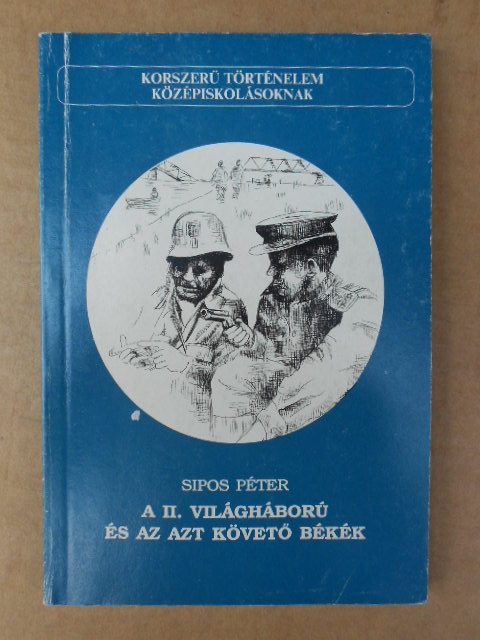 KORSZERŰ TÖRTÉNELEM
KÖZÉPISKOLÁSOKNAK
SIPOS PÉTER
A II. VILÁGHÁBORÚ
ÉS AZ AZT KÖVETŐ BÉKÉK